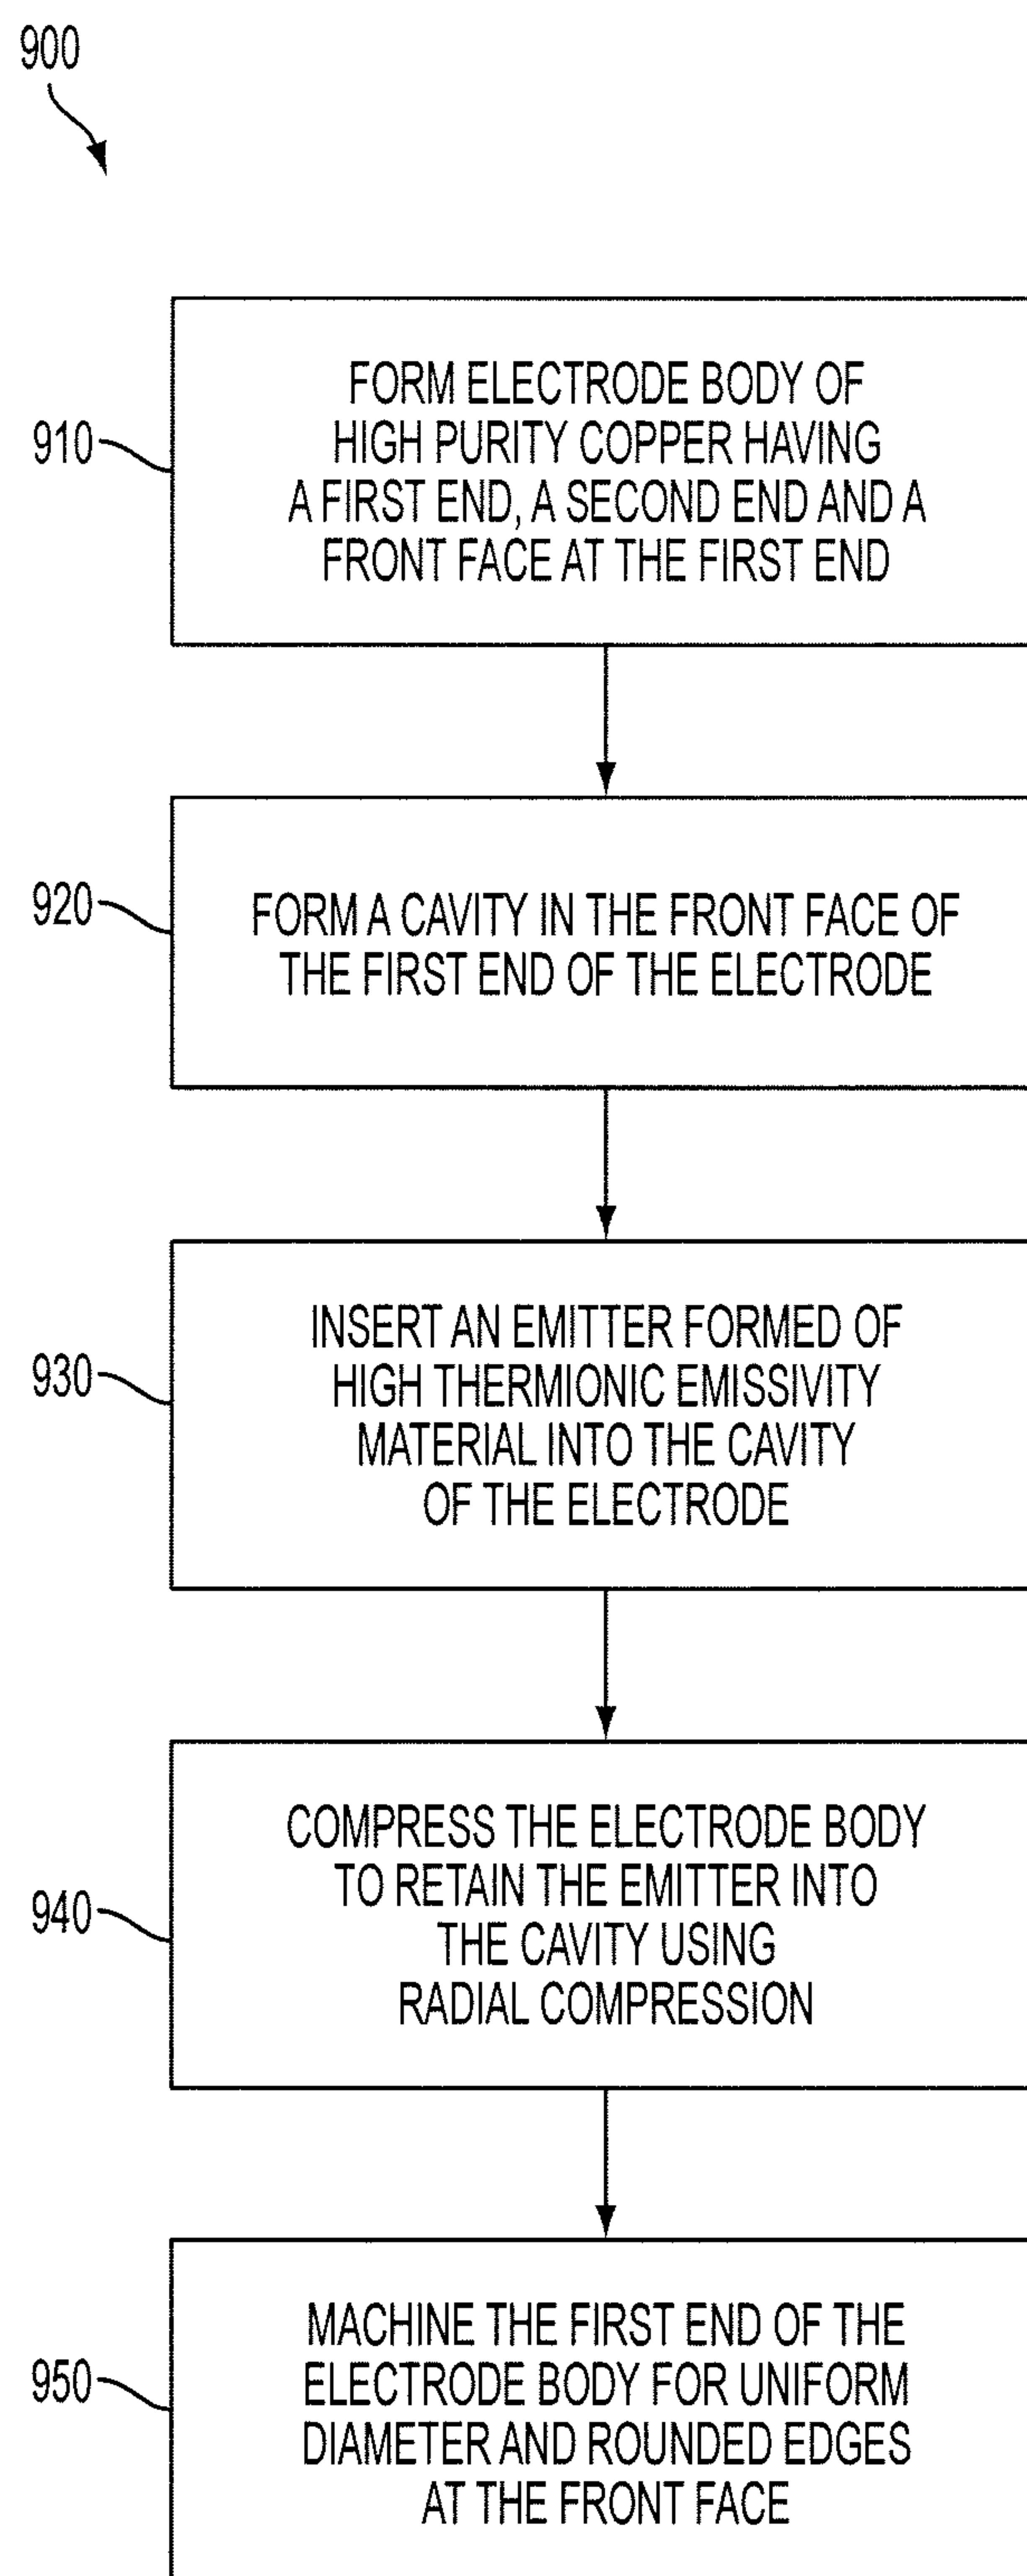 900
910
FORM ELECTRODE BODY OF
HIGH PURITY COPPER HAVING
A FIRST END, A SECOND END AND A
FRONT FACE AT THE FIRST END
920
FORM A CAVITY IN THE FRONT FACE OF
THE FIRST END OF THE ELECTRODE
930
INSERT AN EMITTER FORMED OF
HIGH THERMIONIC EMISSIVITY
MATERIAL INTO THE CAVITY
OF THE ELECTRODE
940
COMPRESS THE ELECTRODE BODY
TO RETAIN THE EMITTER INTO
THE CAVITY USING
RADIAL COMPRESSION
950
MACHINE THE FIRST END OF THE
ELECTRODE BODY FOR UNIFORM
DIAMETER AND ROUNDED EDGES
AT THE FRONT FACE